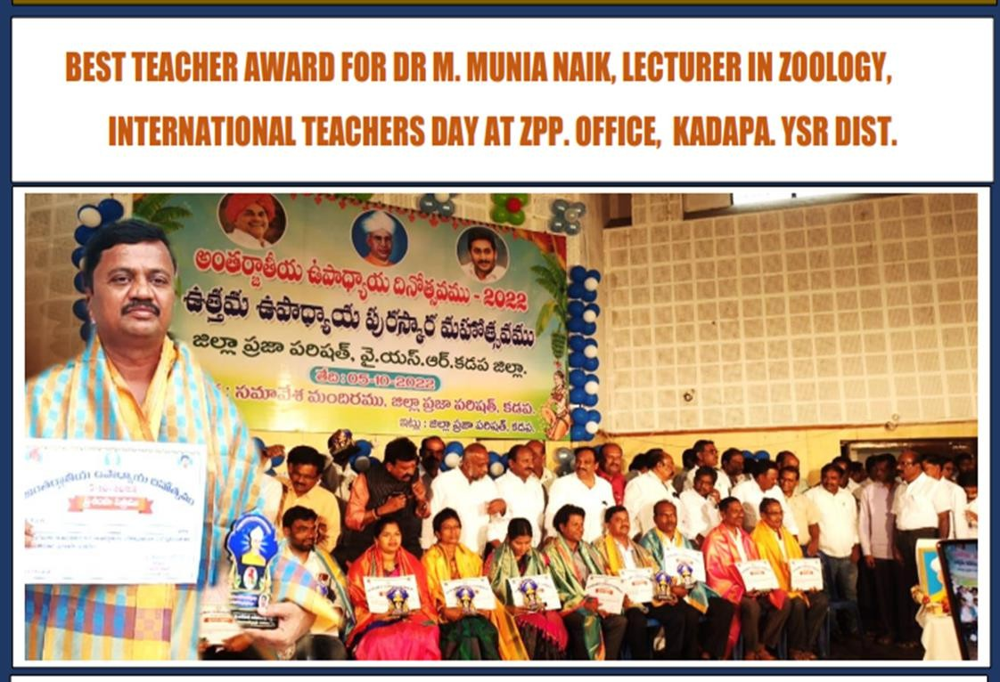 BEST TEACHER AWARD FOR DR M. MUNIA NAIK, LECTURER IN ZOOLOGY,
INTERNATIONAL TEACHERS DAY AT ZPP. OFFICE, KADAPA. YSR DIST.
అంతర్జాతీయ ఉపాధ్యాయ దినోత్సవము - 2022
ఉత్తమ ఉపాధ్యాయ పురస్కార మహోత్సవము
జిల్లా ప్రజా పరిషత్, వై.యస్.ఆర్.కడప జిల్లా.
తేది : 05-10-2022
: సమావేశ మందిరము, జిల్లా ప్రజా పరిషత్, కడప.
ఇట్లు : జిల్లా ప్రజా పరిషత్, కడప.